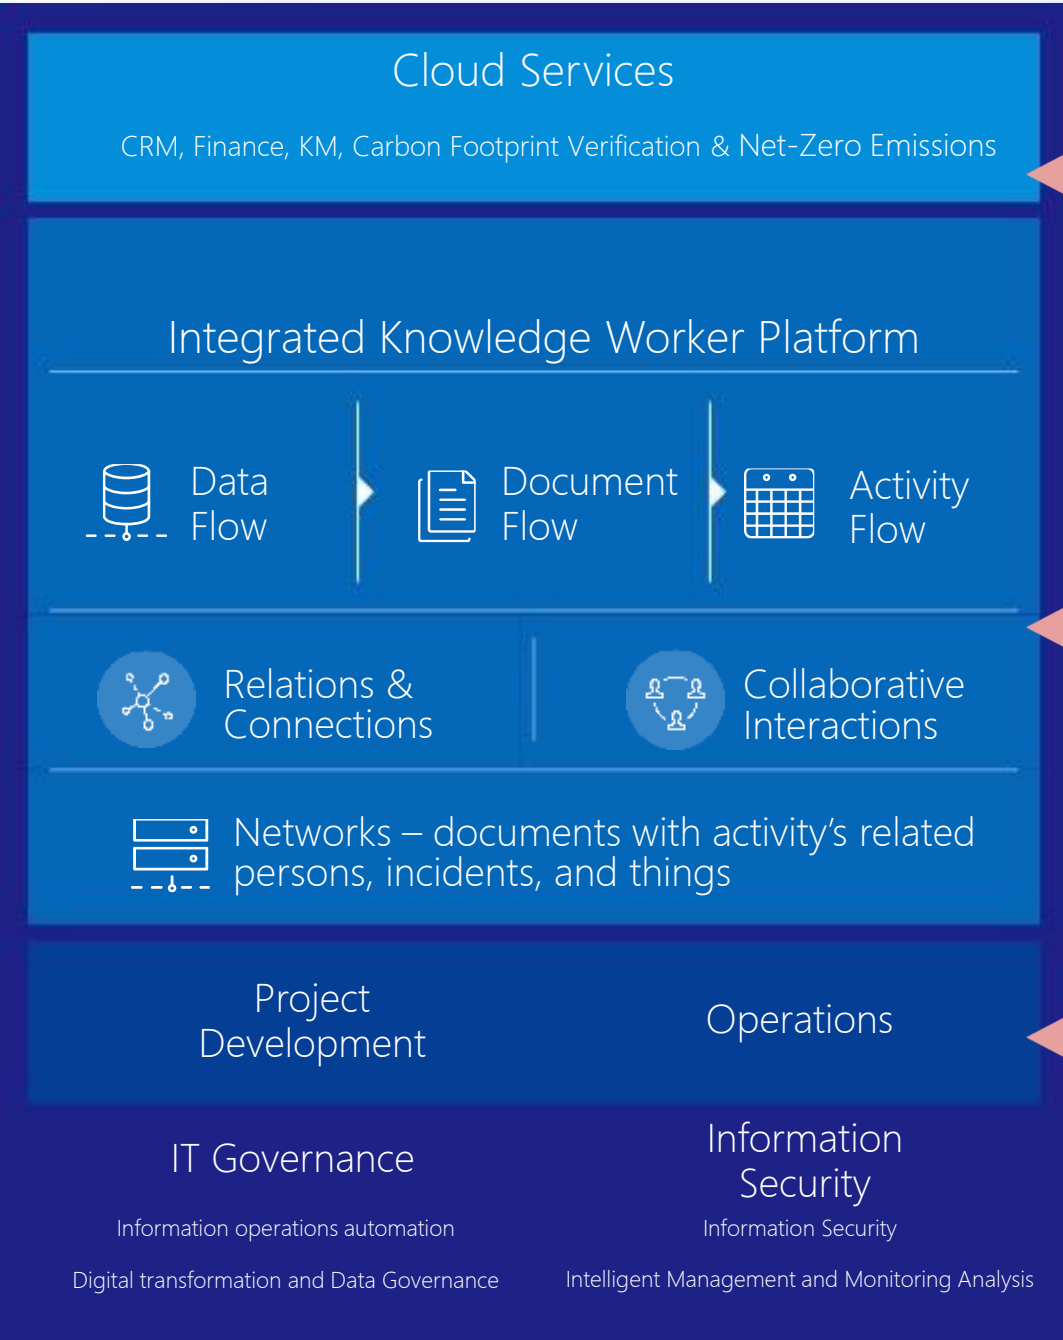 Cloud Services
CRM, Finance, KM, Carbon Footprint Verification & Net-Zero Emissions
Integrated Knowledge Worker Platform
Data
Flow
Document
Flow
Activity
Flow
Relations &
Connections
Collaborative
Interactions
Networks – documents with activity’s related
persons, incidents, and things
Project
Development
Operations
IT Governance
Information operations automation
Digital transformation and Data Governance
Information
Security
Information Security
Intelligent Management and Monitoring Analysis